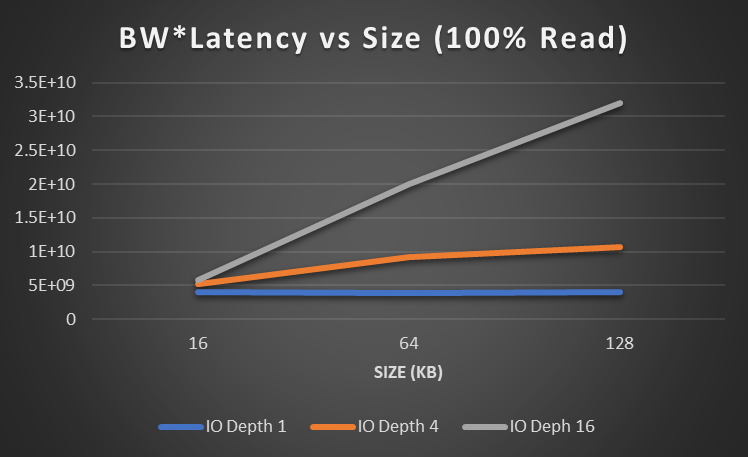 BW*Latency vs Size (100% Read)
3.5E+10
3E+10
2.5E+10
2E+10
1.5E+10
1E+10
5E+09
0
16 64 128
SIZE (KB)
IO Depth 1 IO Depth 4 IO Deph 16